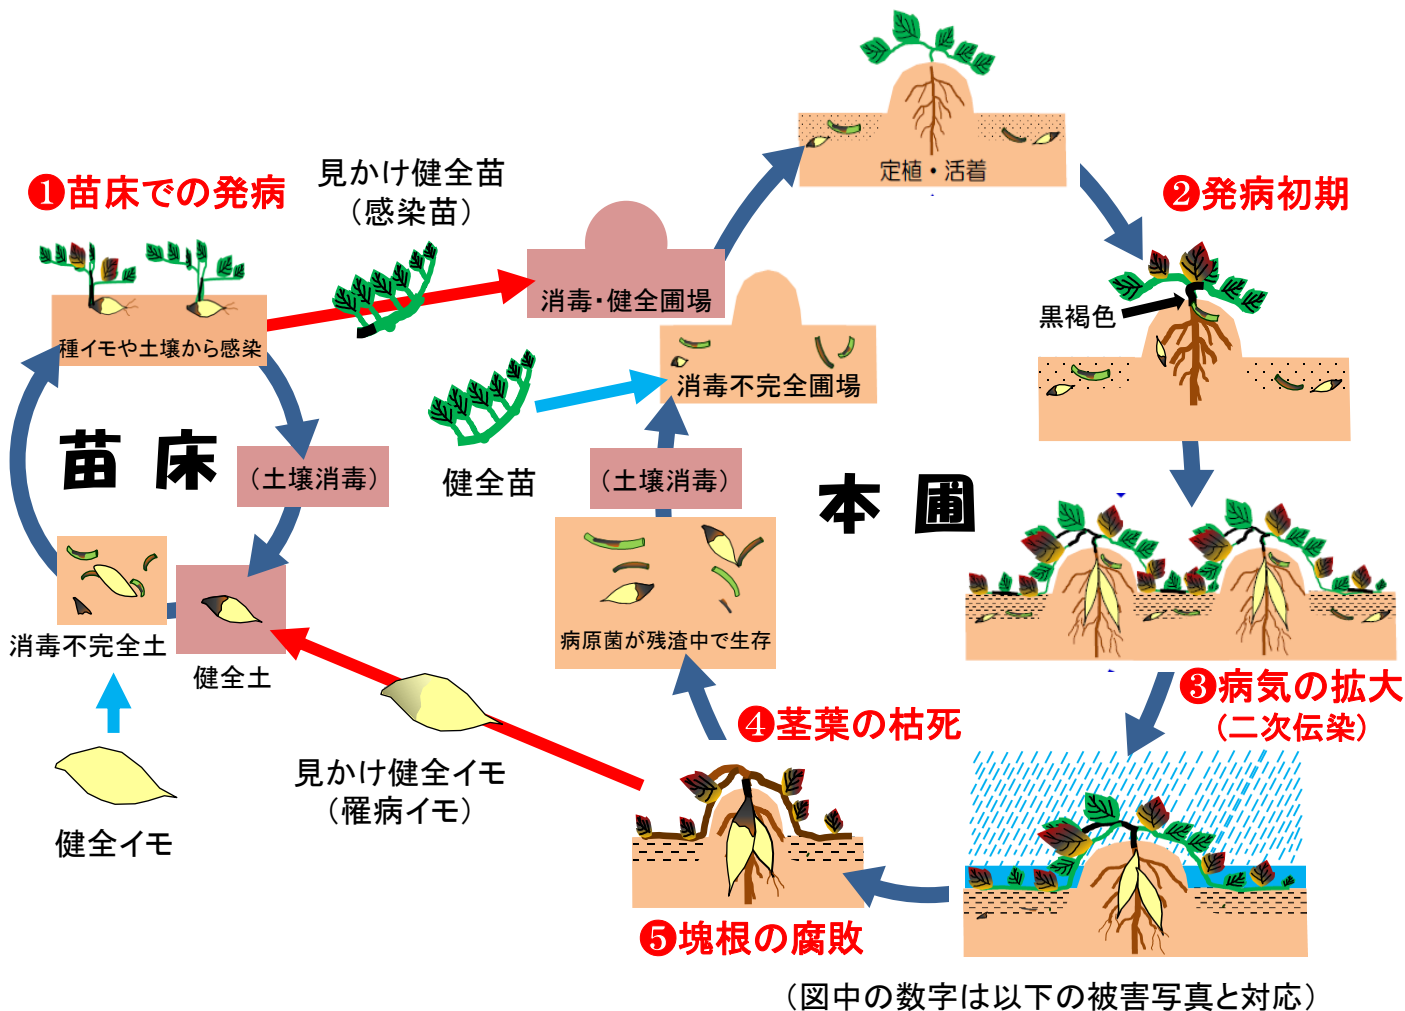 ❶苗床での発病
見かけ健全苗
（感染苗）
種イモや土壌から感染
苗床
（土壌消毒）
消毒不完全土
健全土
健全イモ
見かけ健全イモ
（罹病イモ）
消毒・健全圃場
消毒不完全圃場
健全苗
（土壌消毒）
病原菌が残渣中で生存
本圃
定植・活着
❷発病初期
黒褐色
❸病気の拡大
（二次伝染）
❹茎葉の枯死
❺塊根の腐敗
（図中の数字は以下の被害写真と対応）